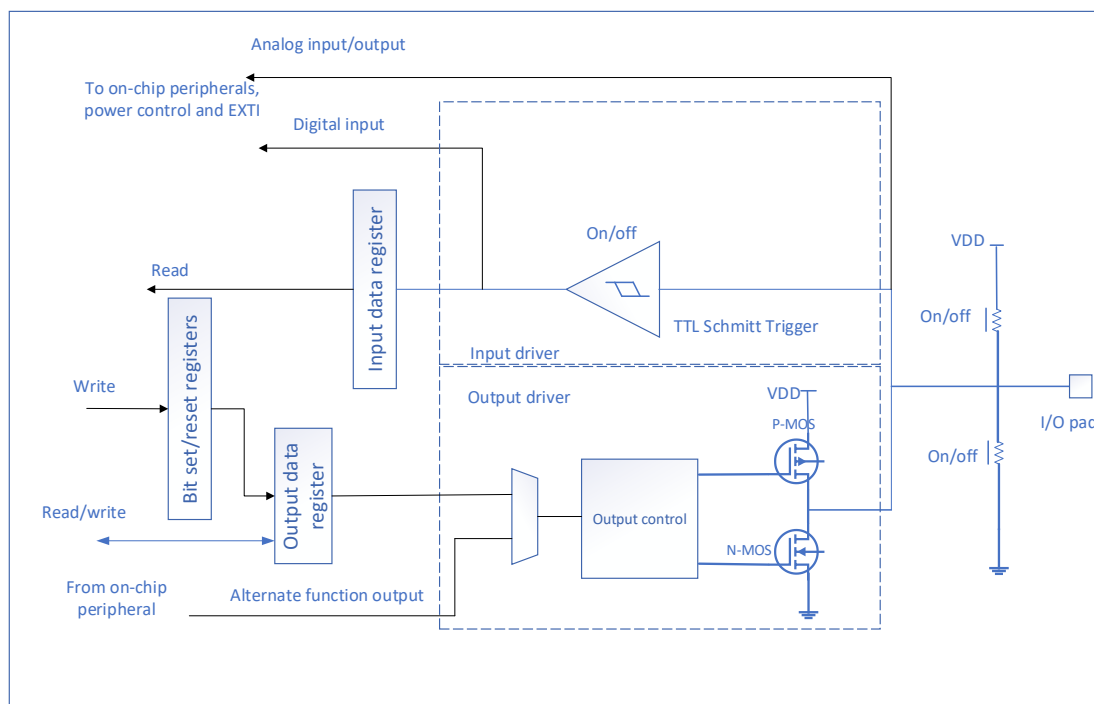 Analog input/output
To on-chip peripherals,
power control and EXTI
Digital input
Input data register
On/off
VDD
Read
On/off
TTL Schmitt Trigger
Bit set/reset registers
Input driver
Write
Output driver
VDD
P-MOS
I/O pad
Output data
register
On/off
Read/write
Output control
N-MOS
From on-chip
peripheral
Alternate function output